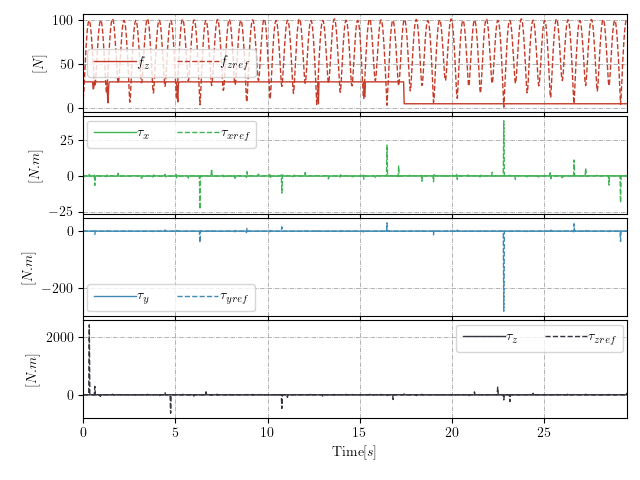 100
50
0
[N]
f_z f_zref
25
0
−25
[N.m]
τ_x τ_xref
0
−200
[N.m]
τ_y τ_yref
2000
0
[N.m]
τ_z τ_zref
0 5 10 15 20 25
Time[s]